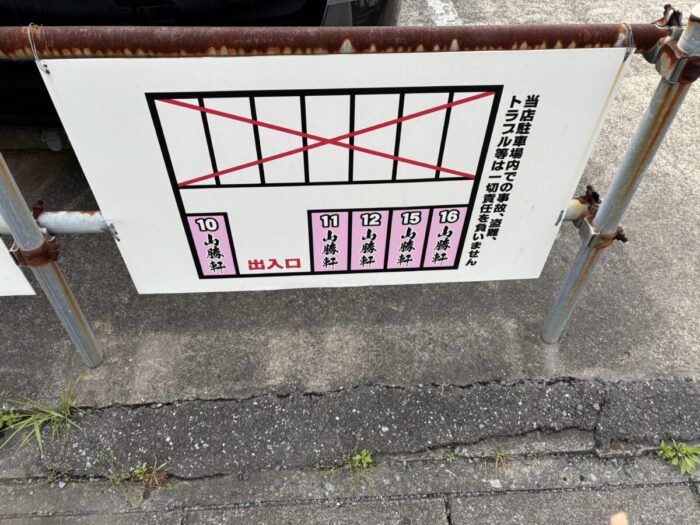 当店駐車場内での事故、盗難、
トラブル等は一切責任を負いません
10
山勝軒
出入口
11
山勝軒
12
山勝軒
15
山勝軒
16
山勝軒